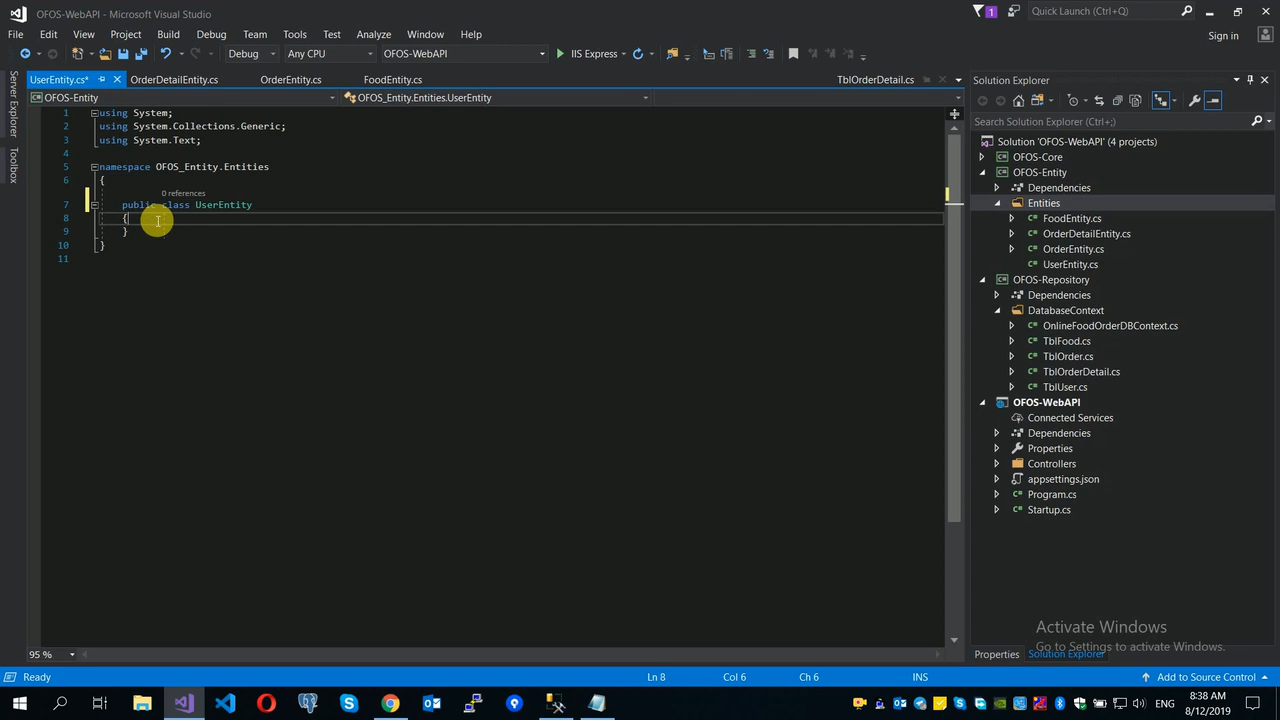 OFOS-WebAPI - Microsoft Visual Studio
1
Quick Launch (Ctrl+;)
File Edit View Project Build Debug Team Tools Test Analyze Window Help
Sign in
Debug Any CPU OFOS-WebAPI IIS Express
Server Explorer
Toolbox
UserEntity.cs* OrderDetailEntity.cs OrderEntity.cs FoodEntity.cs TblOrderDetail.cs
OFOS-Entity OFOS_Entity.Entities.UserEntity
1 using System;
2 using System.Collections.Generic;
3 using System.Text;
4
5 namespace OFOS_Entity.Entities
6 {
0 references
7 public class UserEntity
8 {
9 }
10 }
11
95 %
Solution Explorer
Search Solution Explorer (Ctrl+;)
Solution 'OFOS-WebAPI' (4 projects)
C# OFOS-Core
C# OFOS-Entity
Dependencies
Entities
C# FoodEntity.cs
C# OrderDetailEntity.cs
C# OrderEntity.cs
C# UserEntity.cs
C# OFOS-Repository
Dependencies
DatabaseContext
C# OnlineFoodOrderDBContext.cs
C# TblFood.cs
C# TblOrder.cs
C# TblOrderDetail.cs
C# TblUser.cs
OFOS-WebAPI
Connected Services
Dependencies
Properties
Controllers
appsettings.json
C# Program.cs
C# Startup.cs
Activate Windows
Go to Settings to activate Windows.
Properties Solution Explorer
Ready Ln 8 Col 6 Ch 6 INS Add to Source Control
ENG 8:38 AM
8/12/2019